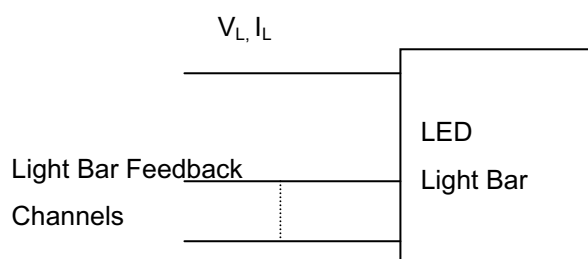 VL, IL
LED
Light Bar
Light Bar Feedback
Channels